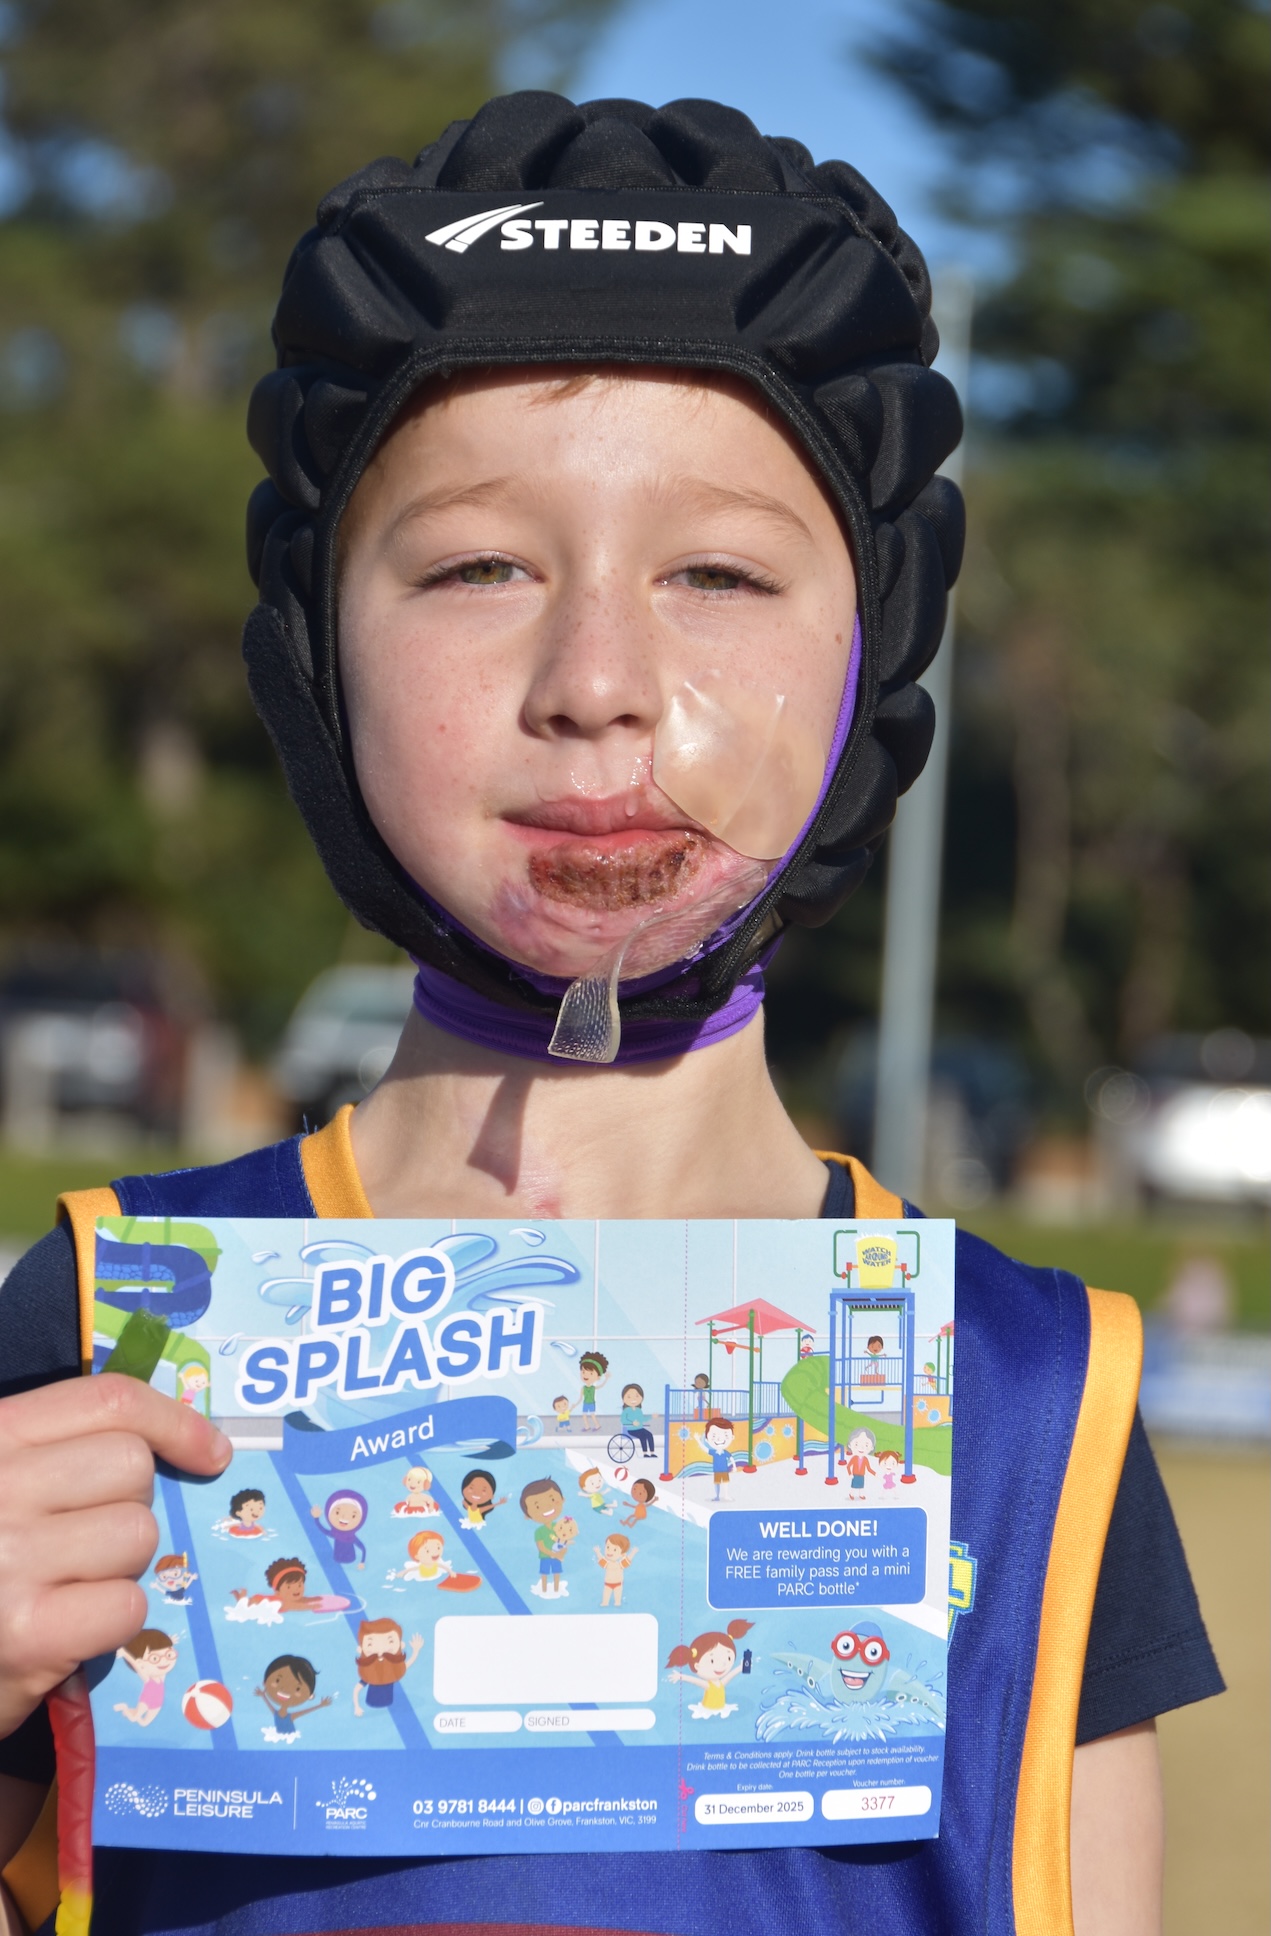 STEEDEN
BIG
SPLASH
Award
WATCH
AROUND
WATER
WELL DONE!
We are rewarding you with a
FREE family pass and a mini
PARC bottle*
DATE
SIGNED
PENINSULA
LEISURE
PARC
03 9781 8444 | parcfrankston
Cnr Cranbourne Road and Olive Grove, Frankston, VIC, 3199
Terms & Conditions apply. Drink bottle subject to stock availability.
Drink bottle to be collected at PARC Reception upon redemption of voucher
One bottle per voucher.
Expiry date:
31 December 2025
Voucher number:
3377